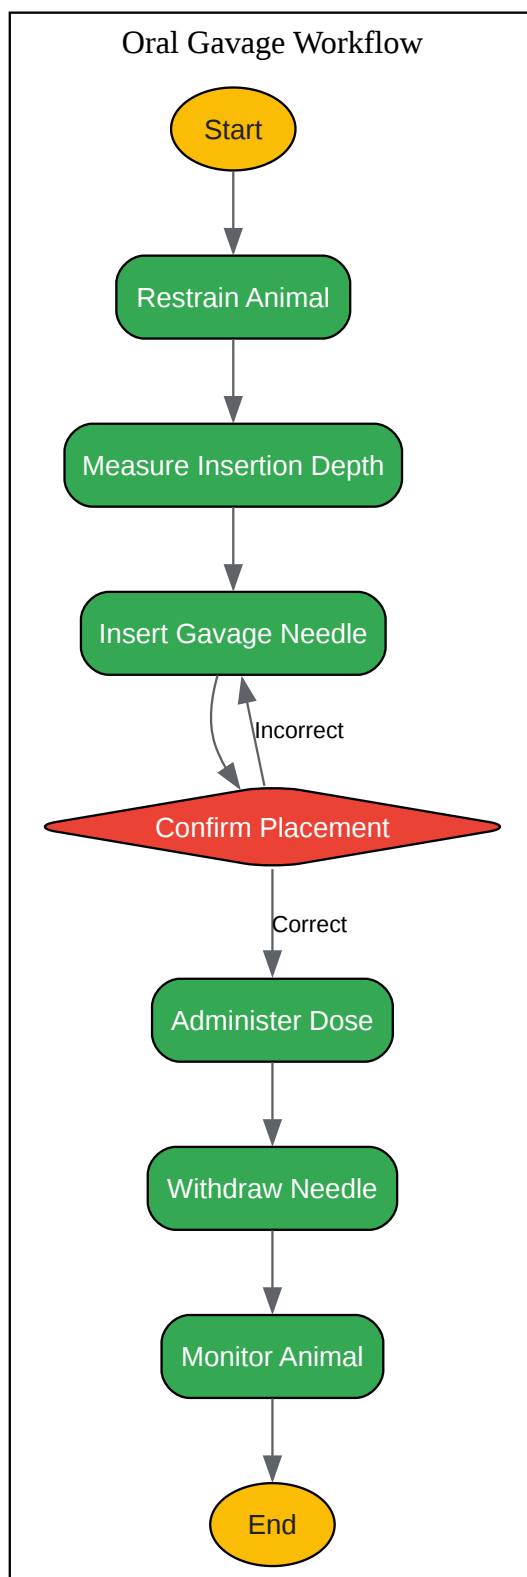 Oral Gavage Workflow
Start
Restrain Animal
Measure Insertion Depth
Insert Gavage Needle
Incorrect
Confirm Placement
Correct
Administer Dose
Withdraw Needle
Monitor Animal
End